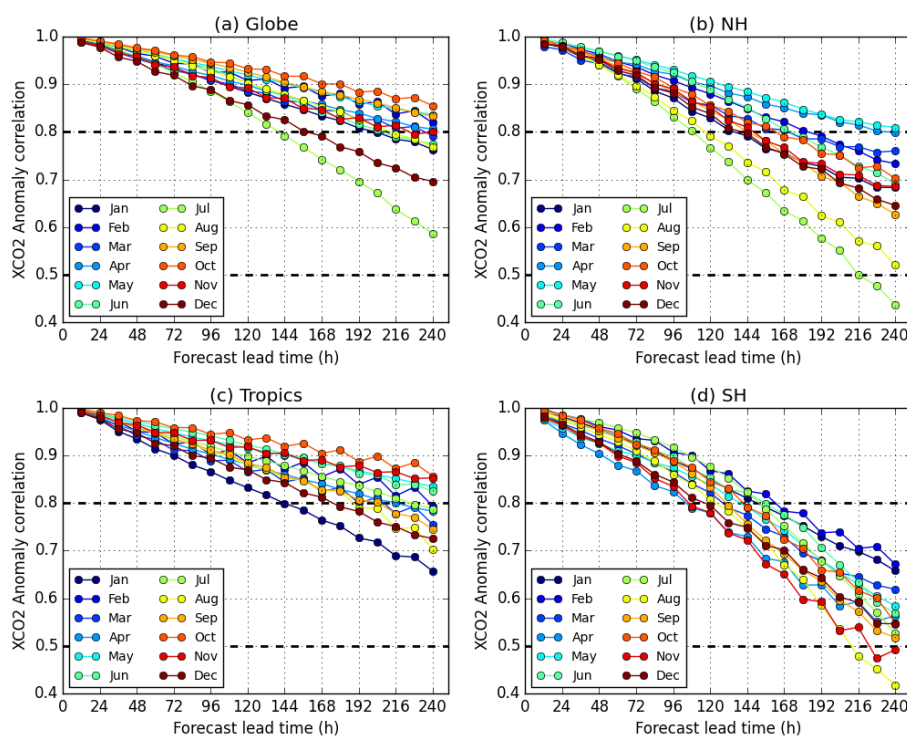 (a) Globe
XCO2 Anomaly correlation
1.0
0.9
0.8
0.7
0.6
0.5
0.4
Jan
Feb
Mar
Apr
May
Jun
Jul
Aug
Sep
Oct
Nov
Dec
0 24 48 72 96 120 144 168 192 216 240
Forecast lead time (h)
(b) NH
XCO2 Anomaly correlation
1.0
0.9
0.8
0.7
0.6
0.5
0.4
Jan
Feb
Mar
Apr
May
Jun
Jul
Aug
Sep
Oct
Nov
Dec
0 24 48 72 96 120 144 168 192 216 240
Forecast lead time (h)
(c) Tropics
XCO2 Anomaly correlation
1.0
0.9
0.8
0.7
0.6
0.5
0.4
Jan
Feb
Mar
Apr
May
Jun
Jul
Aug
Sep
Oct
Nov
Dec
0 24 48 72 96 120 144 168 192 216 240
Forecast lead time (h)
(d) SH
XCO2 Anomaly correlation
1.0
0.9
0.8
0.7
0.6
0.5
0.4
Jan
Feb
Mar
Apr
May
Jun
Jul
Aug
Sep
Oct
Nov
Dec
0 24 48 72 96 120 144 168 192 216 240
Forecast lead time (h)